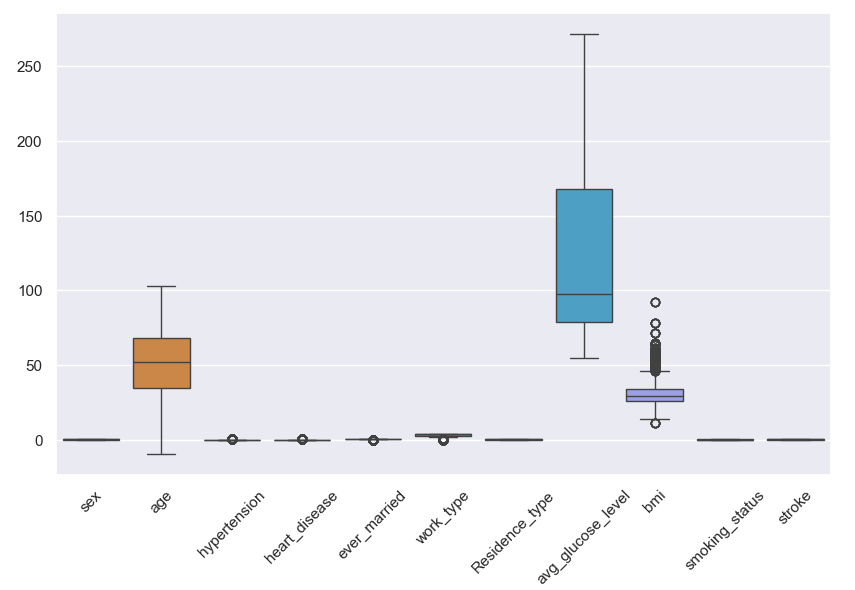 250
200
150
100
50
0
sex
age
hypertension
heart_disease
ever_married
work_type
Residence_type
avg_glucose_level
bmi
smoking_status
stroke